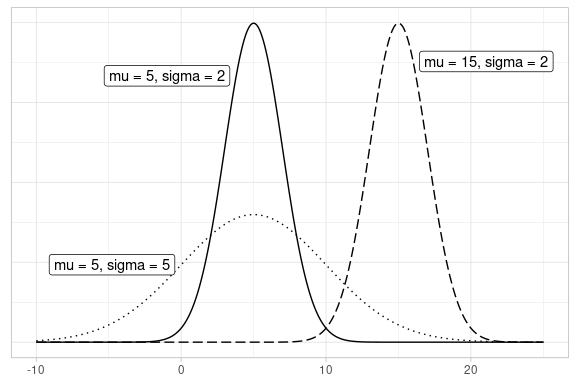 mu = 15, sigma = 2
mu = 5, sigma = 2
mu = 5, sigma = 5
-10 0 10 20